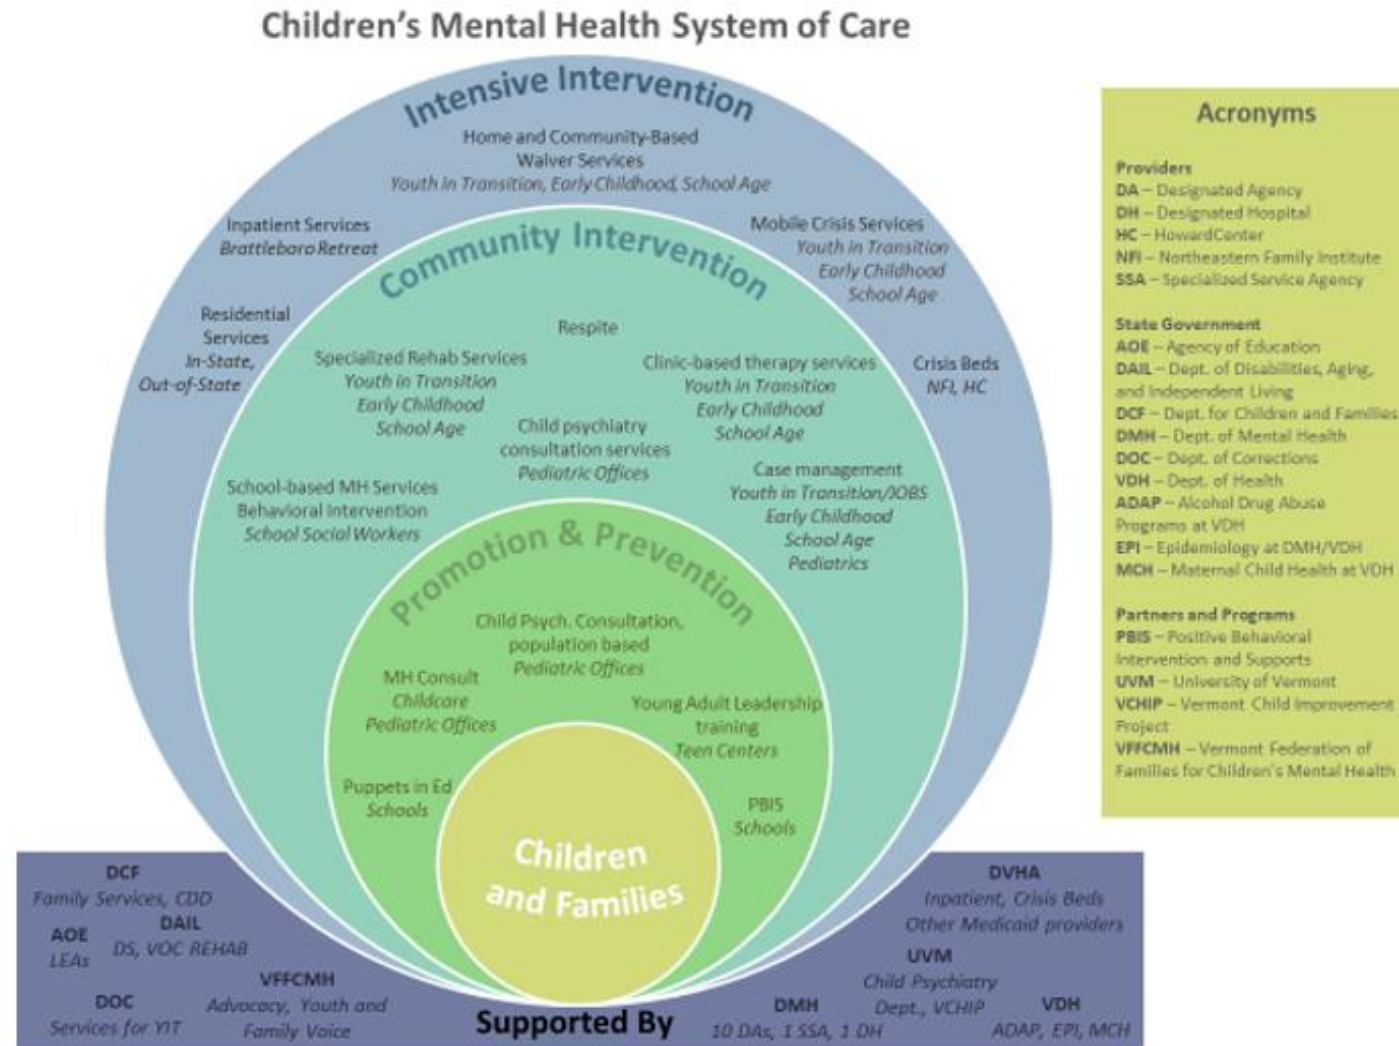 Children's Mental Health System of Care
Intensive Intervention
Home and Community-Based
Waiver Services
Youth in Transition, Early Childhood, School Age
Inpatient Services
Brattleboro Retreat
Mobile Crisis Services
Youth in Transition
Early Childhood
School Age
Residential
Services
In-State,
Out-of-State
Crisis Beds
NFI, HC
Community Intervention
Respite
Specialized Rehab Services
Youth in Transition
Early Childhood
School Age
Clinic-based therapy services
Youth in Transition
Early Childhood
School Age
Child psychiatry
consultation services
Pediatric Offices
School-based MH Services
Behavioral Intervention
School Social Workers
Case management
Youth in Transition/JOBS
Early Childhood
School Age
Pediatrics
Promotion & Prevention
Child Psych. Consultation,
population based
Pediatric Offices
MH Consult
Childcare
Pediatric Offices
Young Adult Leadership
training
Teen Centers
Puppets in Ed
Schools
PBIS
Schools
Children
and Families
DCF
Family Services, CDD
DAIL
DS, VOC REHAB
AOE
LEAs
VFFCMH
Advocacy, Youth and
Family Voice
DOC
Services for YIT
Supported By
DVHA
Inpatient, Crisis Beds
Other Medicaid providers
UVM
Child Psychiatry
Dept., VCHIP
DMH
10 DAs, 1 SSA, 1 DH
VDH
ADAP, EPI, MCH
Acronyms
Providers
DA – Designated Agency
DH – Designated Hospital
HC – HowardCenter
NFI – Northeastern Family Institute
SSA – Specialized Service Agency
State Government
AOE – Agency of Education
DAIL – Dept. of Disabilities, Aging,
and Independent Living
DCF – Dept. for Children and Families
DMH – Dept. of Mental Health
DOC – Dept. of Corrections
VDH – Dept. of Health
ADAP – Alcohol Drug Abuse
Programs at VDH
EPI – Epidemiology at DMH/VDH
MCH – Maternal Child Health at VDH
Partners and Programs
PBIS – Positive Behavioral
Intervention and Supports
UVM – University of Vermont
VCHIP – Vermont Child Improvement
Project
VFFCMH – Vermont Federation of
Families for Children's Mental Health